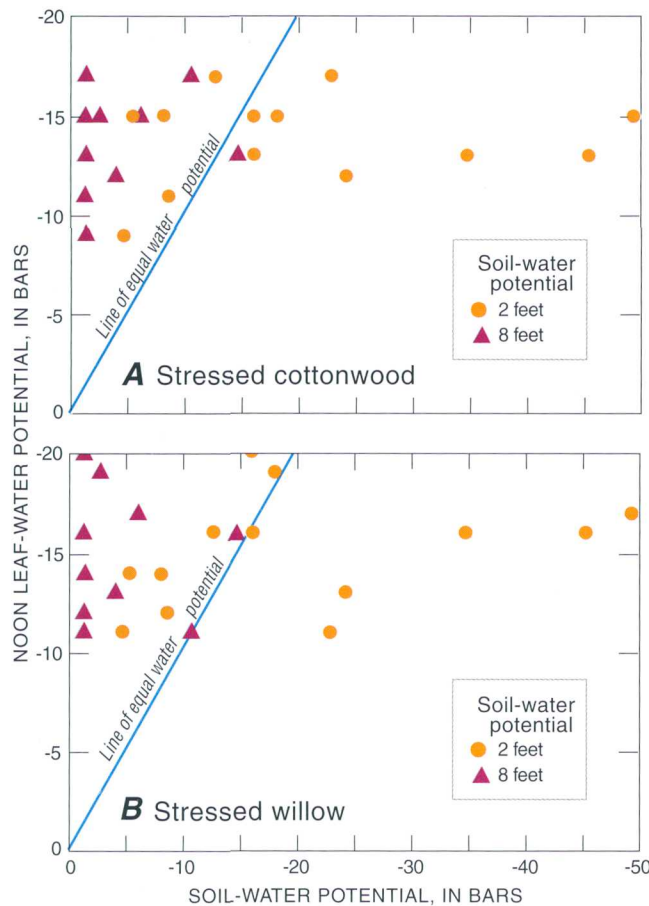 NOON LEAF-WATER POTENTIAL, IN BARS
-20
-15
-10
-5
0
Line of equal water potential
Soil-water
potential
2 feet
8 feet
A Stressed cottonwood
-20
-15
-10
-5
0
Line of equal water potential
Soil-water
potential
2 feet
8 feet
B Stressed willow
0 -10 -20 -30 -40 -50
SOIL-WATER POTENTIAL, IN BARS